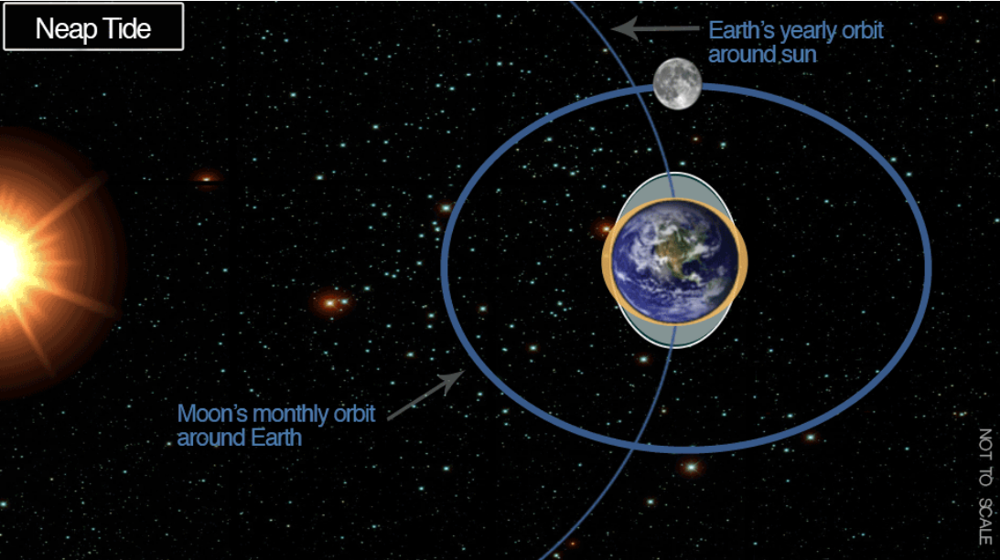 Neap Tide
Earth's yearly orbit
around sun
Moon's monthly orbit
around Earth
NOT TO SCALE